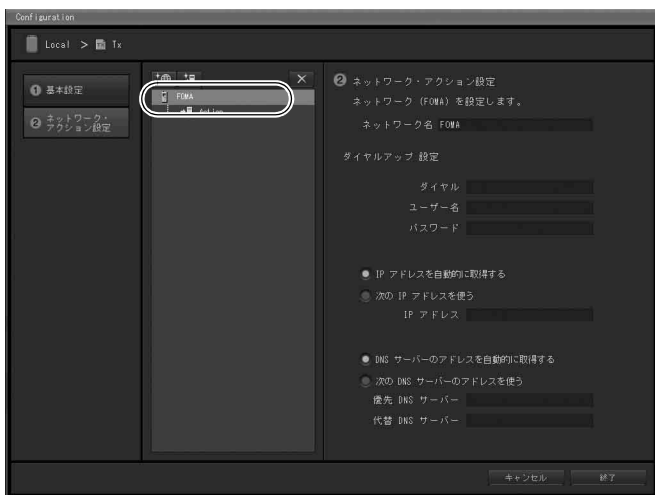 Configuration
Local > Tx Tx
1 基本設定
2 ネットワーク・
アクション設定
FOMA
2 ネットワーク・アクション設定
ネットワーク (FOMA) を設定します。
ネットワーク名 FOMA
ダイヤルアップ 設定
ダイヤル
ユーザー名
パスワード
IP アドレスを自動的に取得する
次の IP アドレスを使う
IP アドレス
DNS サーバーのアドレスを自動的に取得する
次の DNS サーバーのアドレスを使う
優先 DNS サーバー
代替 DNS サーバー
キャンセル
終了